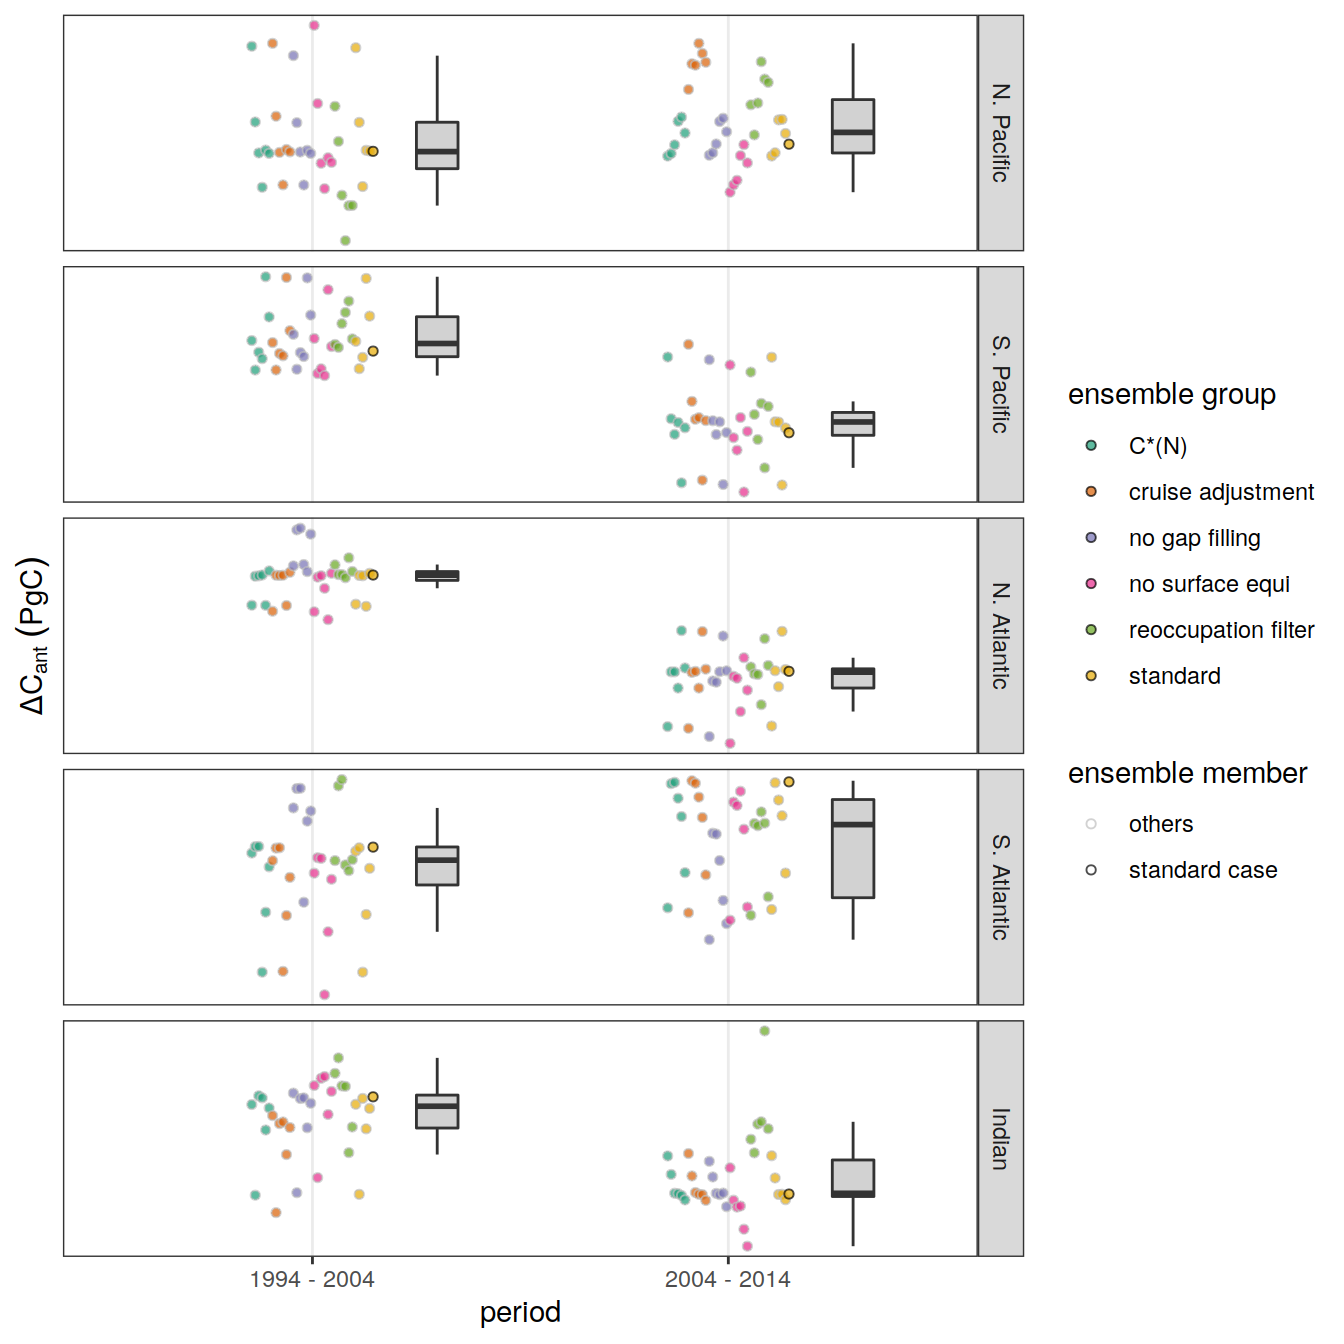 N. Pacific
S. Pacific
N. Atlantic
S. Atlantic
Indian
ΔCant (PgC)
1994 - 2004
2004 - 2014
period
ensemble group
C*(N)
cruise adjustment
no gap filling
no surface equi
reoccupation filter
standard
ensemble member
others
standard case